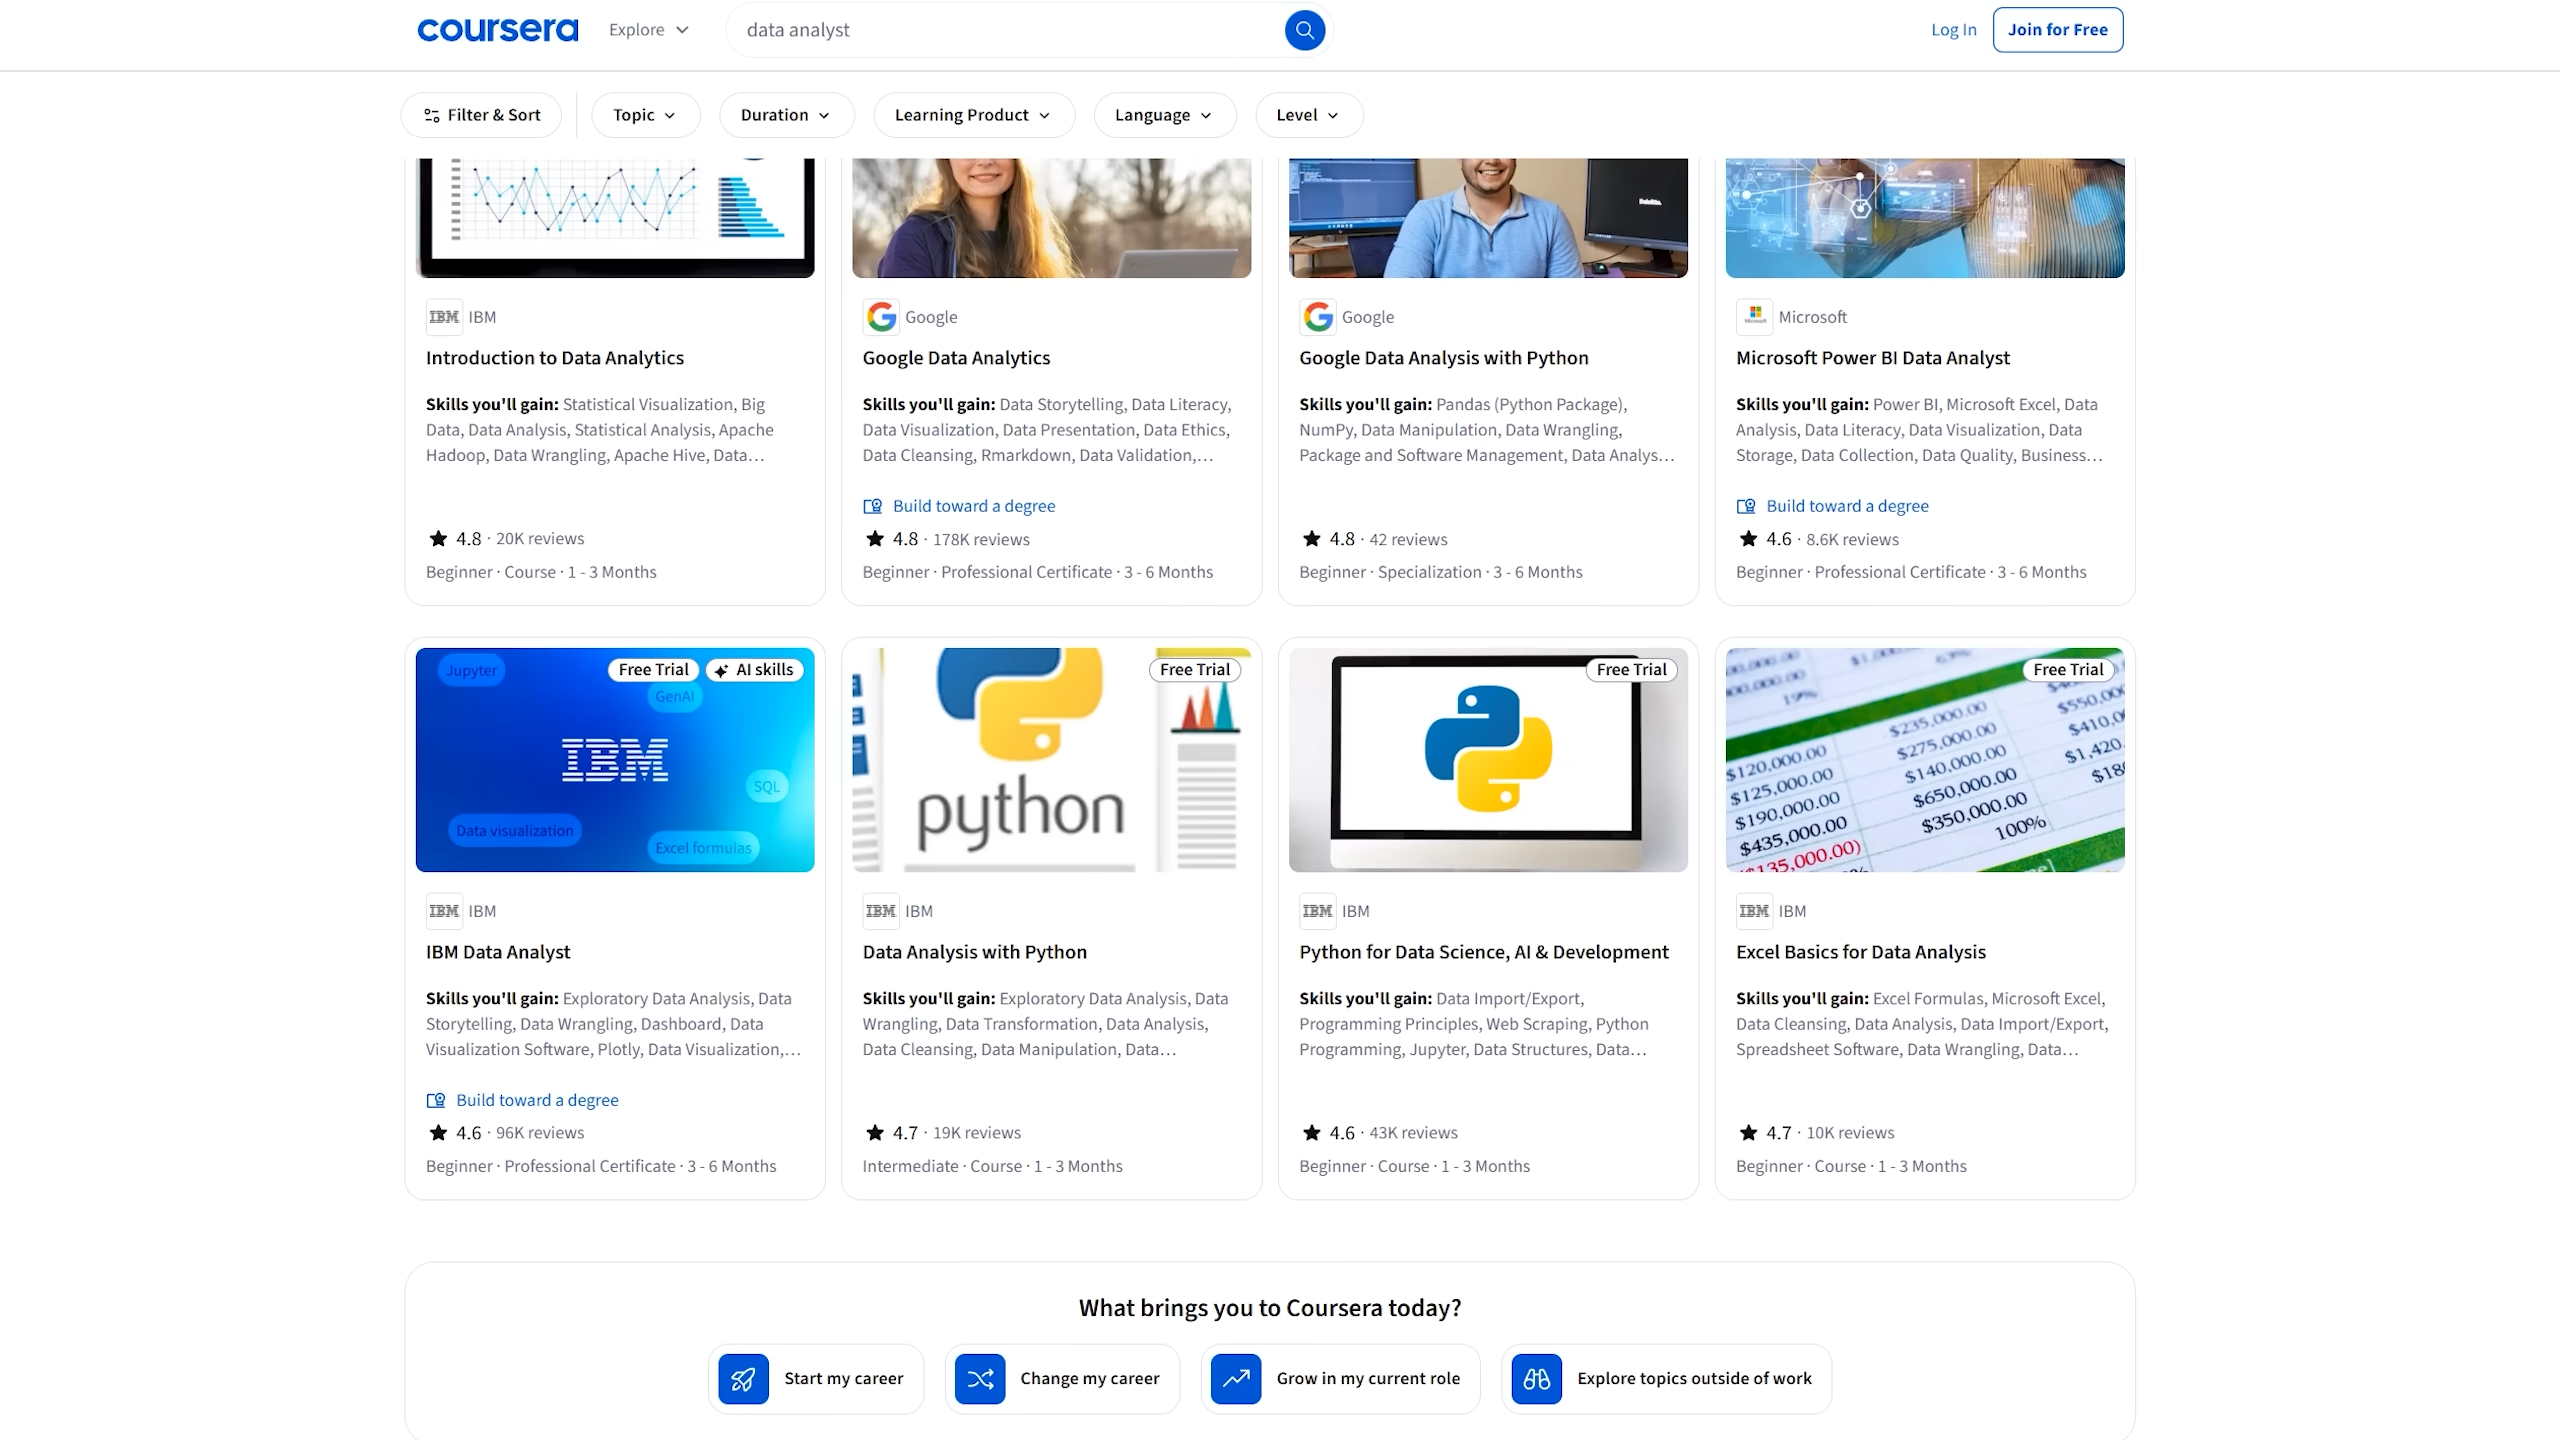 coursera
Explore
data analyst
Log In
Join for Free
Filter & Sort
Topic
Duration
Learning Product
Language
Level
IBM IBM
Introduction to Data Analytics
Skills you'll gain: Statistical Visualization, Big
Data, Data Analysis, Statistical Analysis, Apache
Hadoop, Data Wrangling, Apache Hive, Data…
4.8 · 20K reviews
Beginner · Course · 1 - 3 Months
Google
Google Data Analytics
Skills you'll gain: Data Storytelling, Data Literacy,
Data Visualization, Data Presentation, Data Ethics,
Data Cleansing, Rmarkdown, Data Validation,…
Build toward a degree
4.8 · 178K reviews
Beginner · Professional Certificate · 3 - 6 Months
Deloitte.
Google
Google Data Analysis with Python
Skills you'll gain: Pandas (Python Package),
NumPy, Data Manipulation, Data Wrangling,
Package and Software Management, Data Analys…
4.8 · 42 reviews
Beginner · Specialization · 3 - 6 Months
Microsoft Microsoft
Microsoft Power BI Data Analyst
Skills you'll gain: Power BI, Microsoft Excel, Data
Analysis, Data Literacy, Data Visualization, Data
Storage, Data Collection, Data Quality, Business…
Build toward a degree
4.6 · 8.6K reviews
Beginner · Professional Certificate · 3 - 6 Months
Jupyter
Free Trial
AI skills
GenAI
IBM
SQL
Data visualization
Excel formulas
IBM IBM
IBM Data Analyst
Skills you'll gain: Exploratory Data Analysis, Data
Storytelling, Data Wrangling, Dashboard, Data
Visualization Software, Plotly, Data Visualization,…
Build toward a degree
4.6 · 96K reviews
Beginner · Professional Certificate · 3 - 6 Months
Free Trial
python
IBM IBM
Data Analysis with Python
Skills you'll gain: Exploratory Data Analysis, Data
Wrangling, Data Transformation, Data Analysis,
Data Cleansing, Data Manipulation, Data…
4.7 · 19K reviews
Intermediate · Course · 1 - 3 Months
Free Trial
IBM IBM
Python for Data Science, AI & Development
Skills you'll gain: Data Import/Export,
Programming Principles, Web Scraping, Python
Programming, Jupyter, Data Structures, Data…
4.6 · 43K reviews
Beginner · Course · 1 - 3 Months
Free Trial
19%
$120,000.00 $235,000.00 $550,00
$125,000.00 $275,000.00 $410,0
$190,000.00 $140,000.00 $1,420.
$435,000.00 $650,000.00
($135,000.00) $350,000.00
100%
IBM IBM
Excel Basics for Data Analysis
Skills you'll gain: Excel Formulas, Microsoft Excel,
Data Cleansing, Data Analysis, Data Import/Export,
Spreadsheet Software, Data Wrangling, Data…
4.7 · 10K reviews
Beginner · Course · 1 - 3 Months
What brings you to Coursera today?
Start my career
Change my career
Grow in my current role
Explore topics outside of work